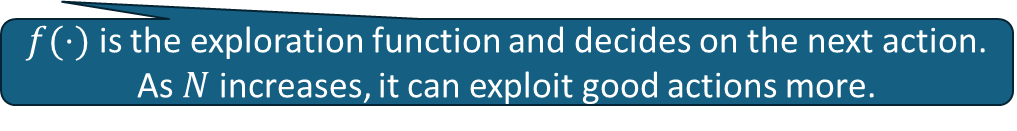 f(·) is the exploration function and decides on the next action.
As N increases, it can exploit good actions more.